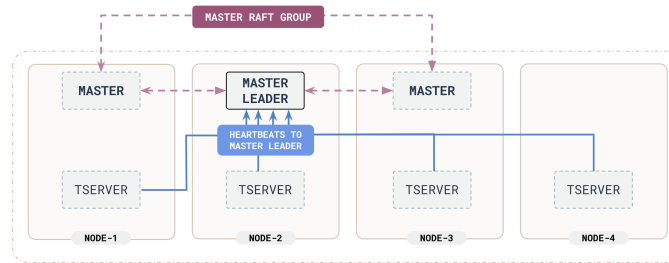 MASTER RAFT GROUP
MASTER
MASTER
LEADER
MASTER
HEARTBEATS TO
MASTER LEADER
TSERVER
TSERVER
TSERVER
TSERVER
NODE-1
NODE-2
NODE-3
NODE-4